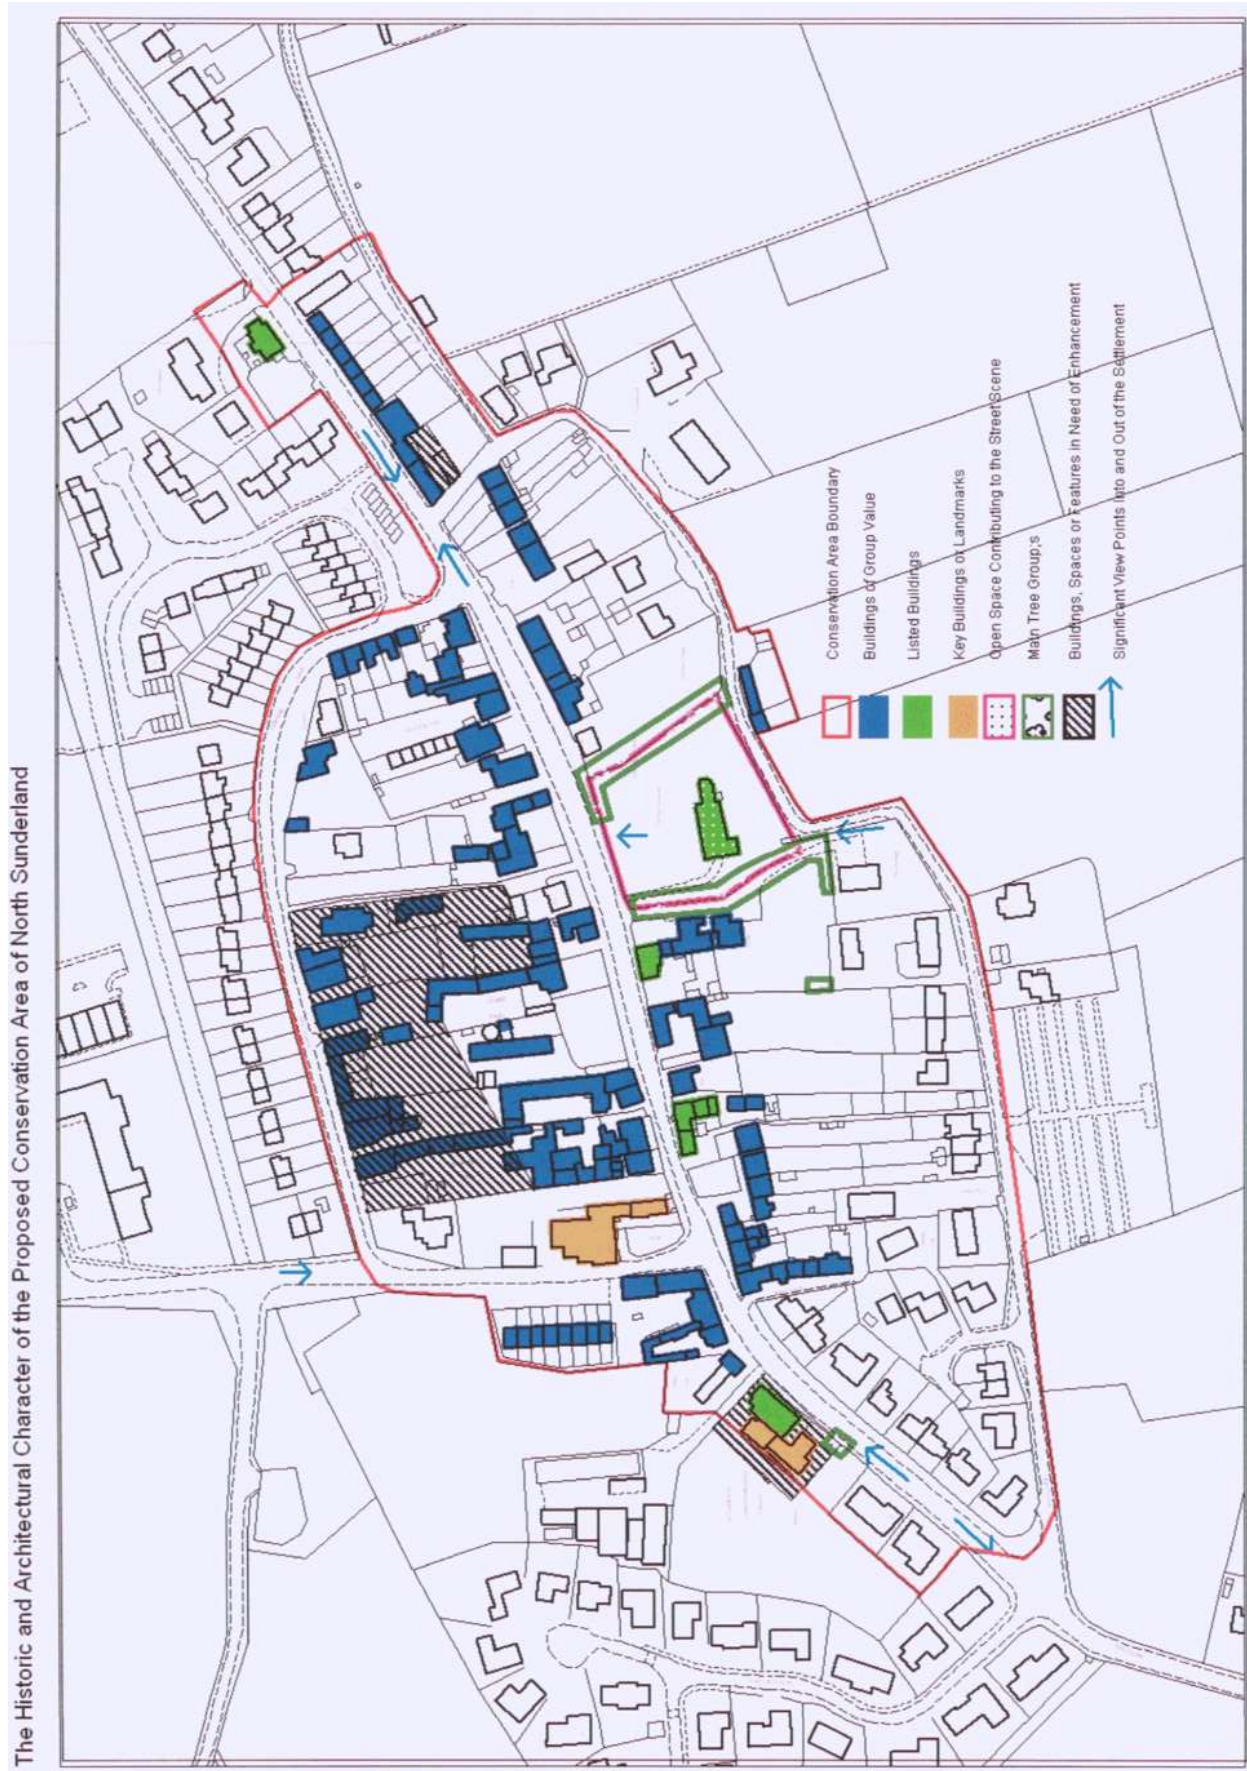 The Historic and Architectural Character of the Proposed Conservation Area of North Sunderland
Conservation Area Boundary
Buildings of Group Value
Listed Buildings
Key Buildings or Landmarks
Open Space Contributing to the Street Scene
Main Tree Group;s
Buildings, Spaces or Features in Need of Enhancement
Significant View Points Into and Out of the Settlement